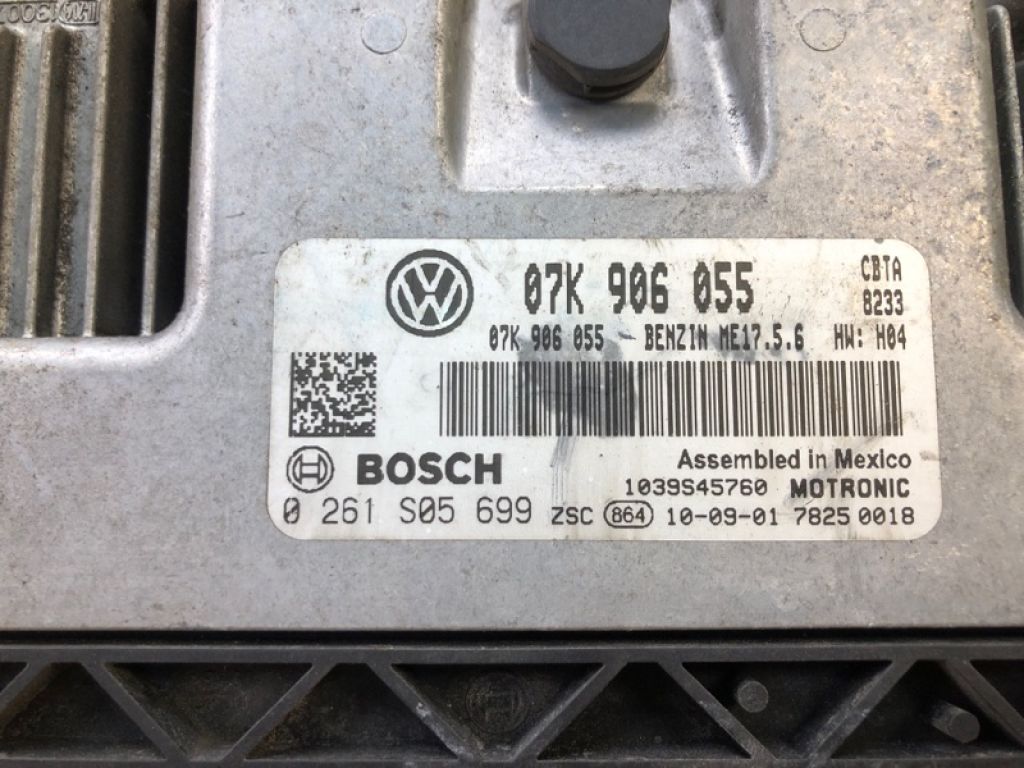 07K 906 055
CBTA
8233
07K 906 055 BENZIN ME17.5.6 HW: H04
BOSCH
Assembled in Mexico
1039S45760 MOTRONIC
0 261 S05 699 ZSC 864 10-09-01 7825 0018